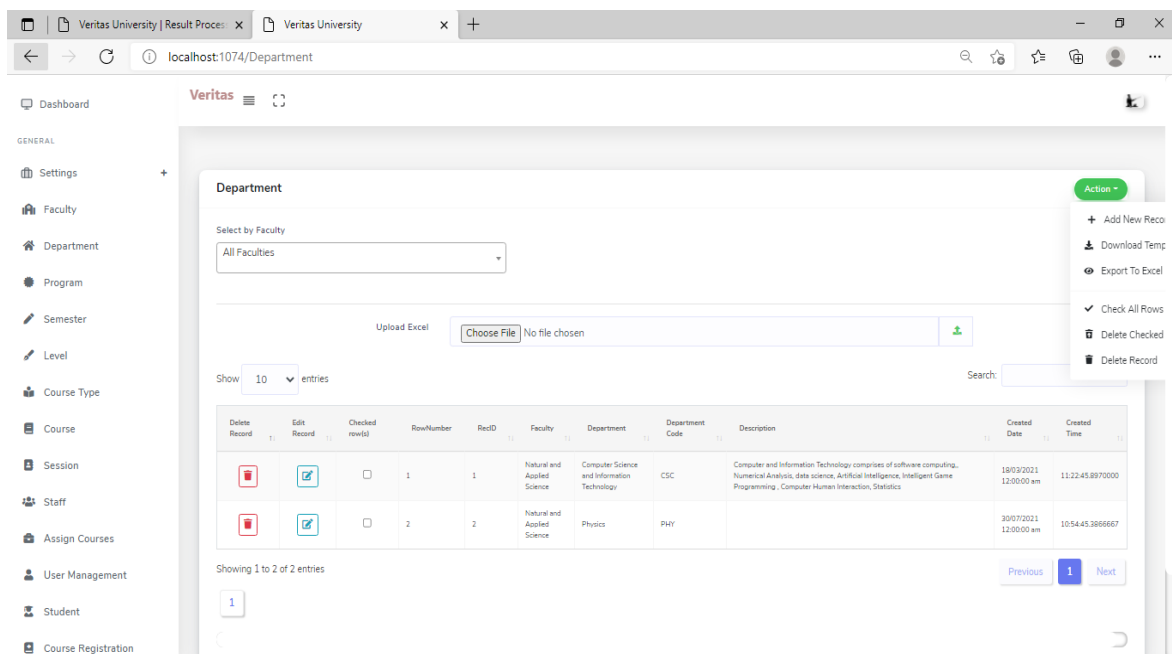 Veritas University | Result Proces
Veritas University
localhost:1074/Department
Veritas
Dashboard
GENERAL
Settings +
Faculty
Department
Program
Semester
Level
Course Type
Course
Session
Staff
Assign Courses
User Management
Student
Course Registration
Department
Action
+ Add New Reco
Download Temp
Export To Excel
Check All Rows
Delete Checked
Delete Record
Select by Faculty
All Faculties
Upload Excel Choose File No file chosen
Show 10 entries
Search:
Delete Record Edit Record Checked row(s) RowNumber RecID Faculty Department Department Code Description Created Date Created Time
1 1 Natural and Applied Science Computer Science and Information Technology CSC Computer and Information Technology comprises of software computing,, Numerical Analysis, data science, Artificial Intelligence, Intelligent Game Programming , Computer Human Interaction, Statistics 18/03/2021 12:00:00 am 11:22:45.8970000
2 2 Natural and Applied Science Physics PHY 30/07/2021 12:00:00 am 10:54:45.3866667
Showing 1 to 2 of 2 entries
Previous 1 Next
1